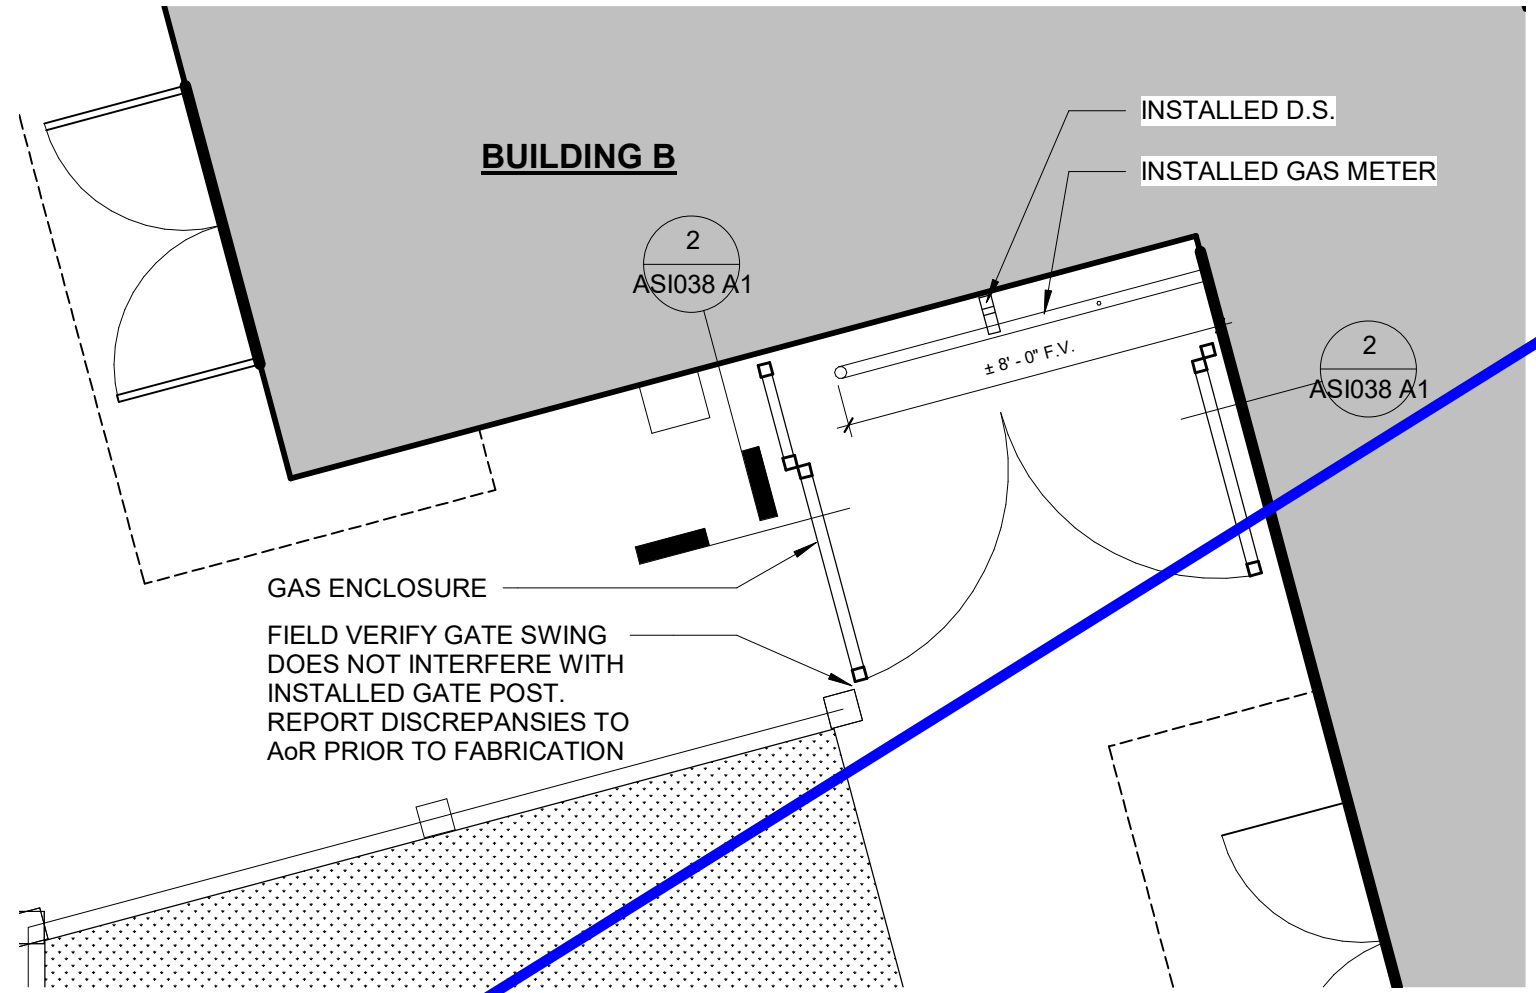 INSTALLED D.S.
BUILDING B
INSTALLED GAS METER
2
ASI038 A1
± 8' - 0" F.V.
2
ASI038 A1
GAS ENCLOSURE
FIELD VERIFY GATE SWING
DOES NOT INTERFERE WITH
INSTALLED GATE POST.
REPORT DISCREPANSIES TO
AoR PRIOR TO FABRICATION